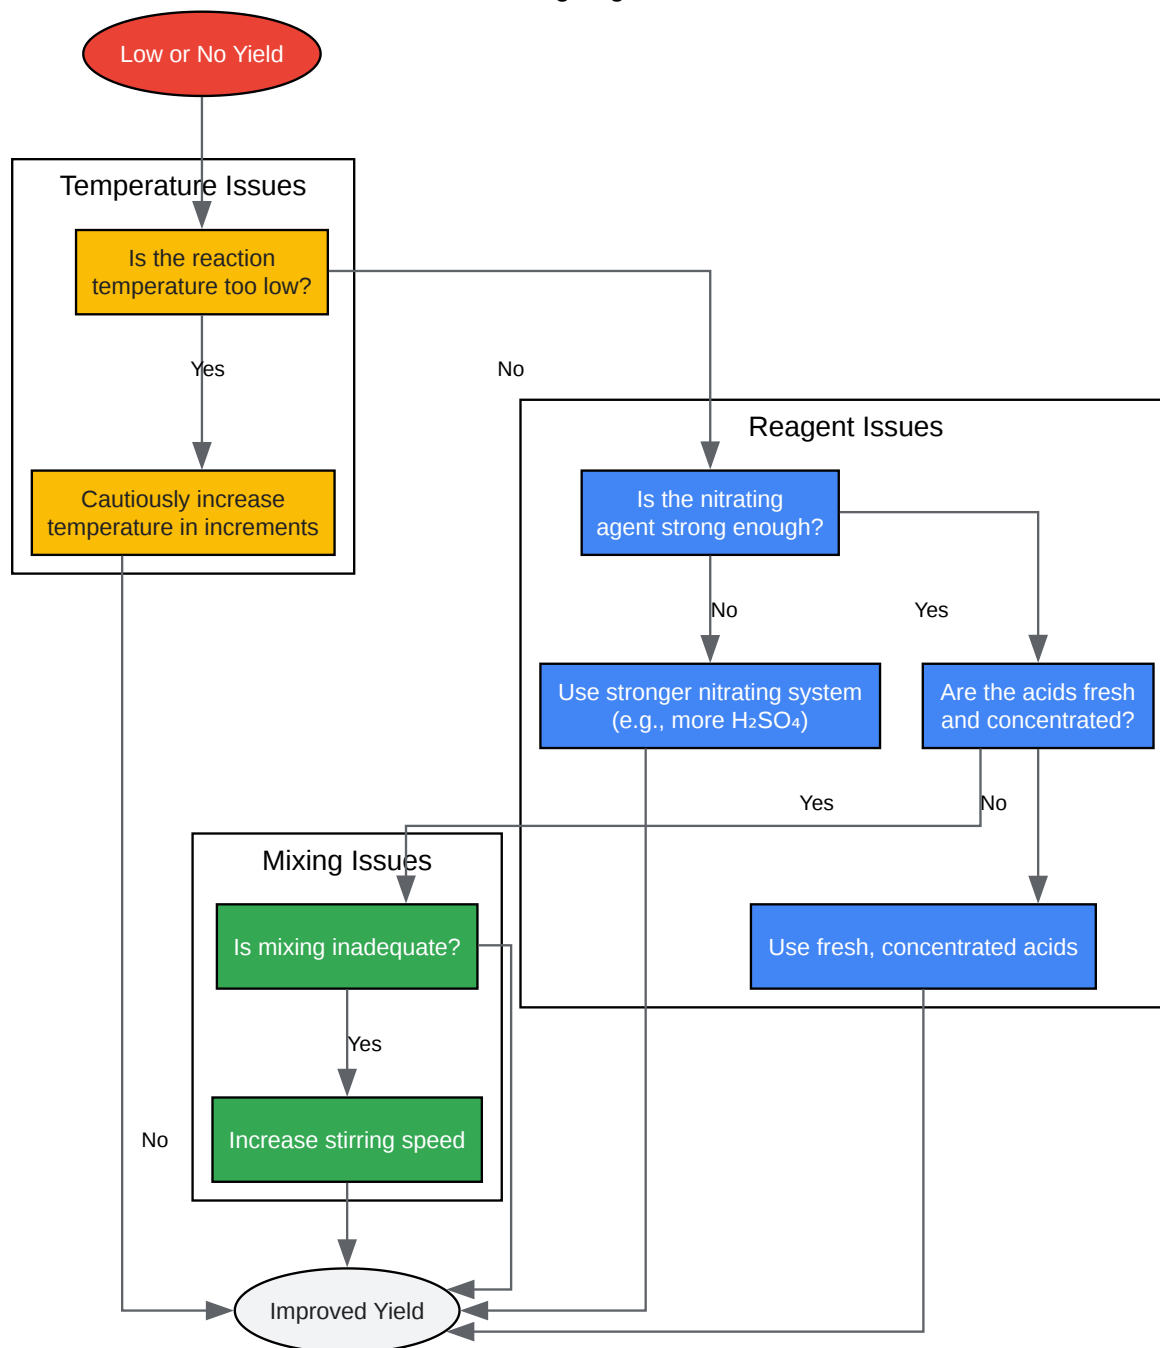 Low or No Yield
Temperature Issues
Is the reaction
temperature too low?
Yes
No
Cautiously increase
temperature in increments
Reagent Issues
Is the nitrating
agent strong enough?
No
Yes
Use stronger nitrating system
(e.g., more H₂SO₄)
Are the acids fresh
and concentrated?
Yes
No
Mixing Issues
Is mixing inadequate?
Use fresh, concentrated acids
Yes
Increase stirring speed
No
Improved Yield